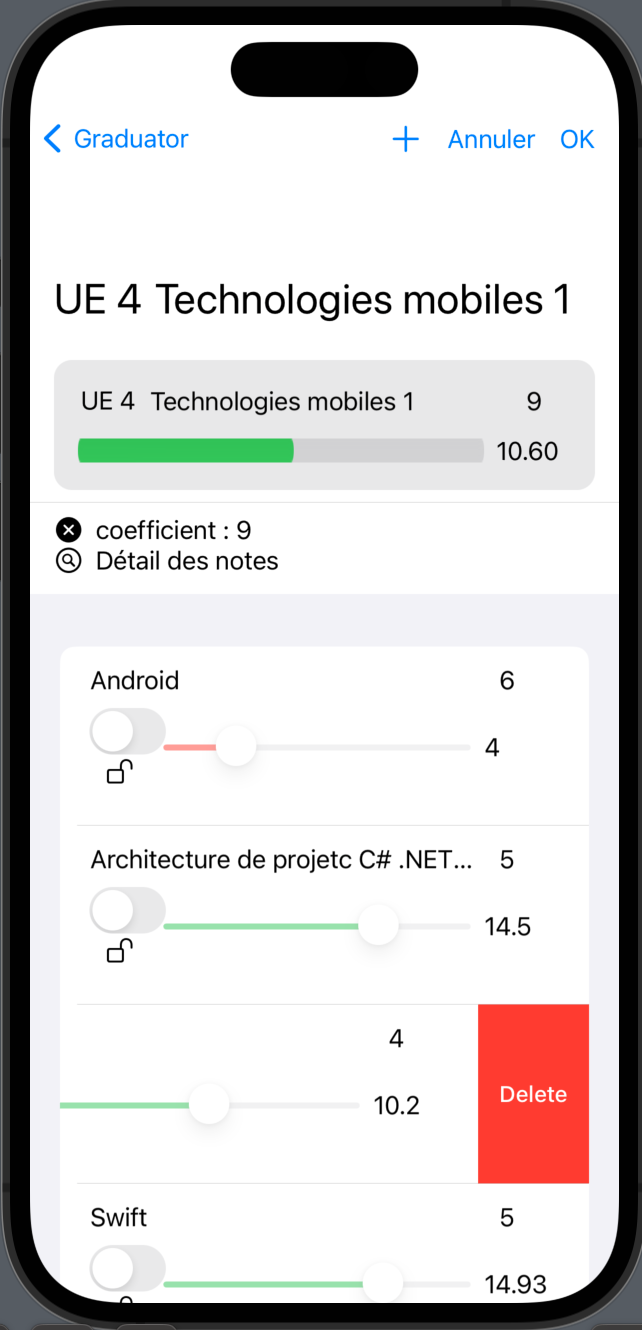 Graduator
Annuler OK
UE 4 Technologies mobiles 1
UE 4 Technologies mobiles 1 9
10.60
coefficient : 9
Détail des notes
Android 6
4
Architecture de projetc C# .NET... 5
14.5
4
10.2
Delete
Swift 5
14.93